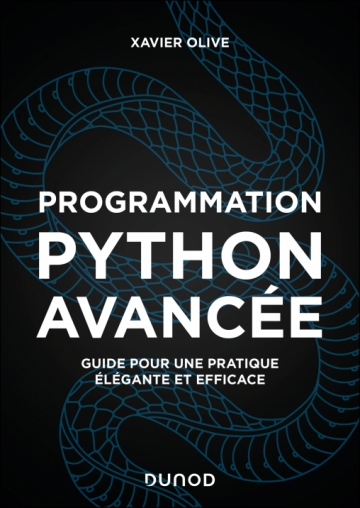 XAVIER OLIVE
PROGRAMMATION
PYTHON
AVANCÉE
GUIDE POUR UNE PRATIQUE
ÉLÉGANTE ET EFFICACE
DUNOD